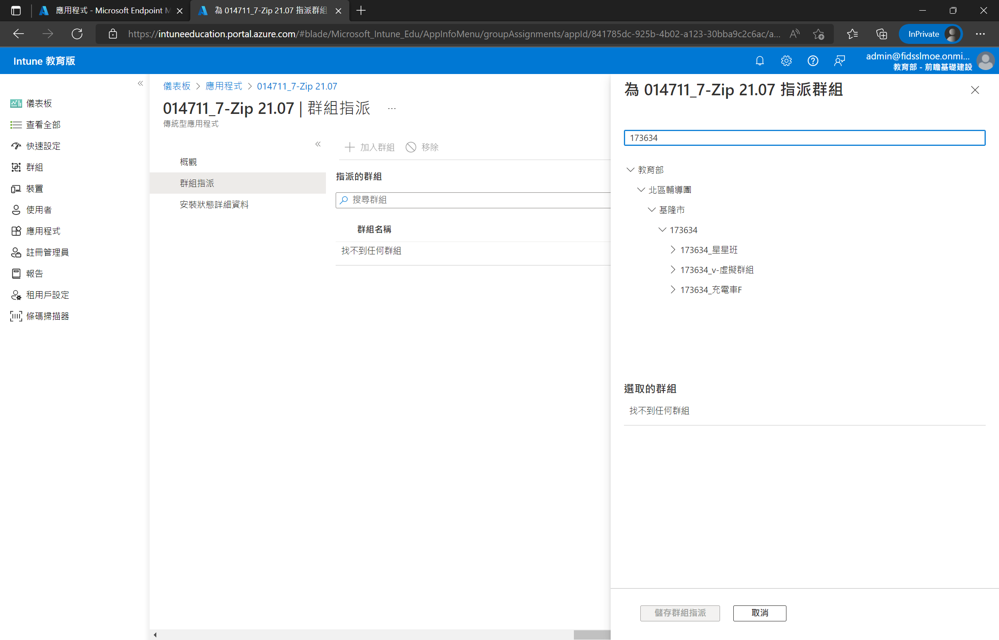 應用程式 - Microsoft Endpoint M
為 014711_7-Zip 21.07 指派群組
https://intuneeducation.portal.azure.com/#blade/Microsoft_Intune_Edu/AppInfoMenu/groupAssignments/appId/841785dc-925b-4b02-a123-30bba9c2c6ac/a...
InPrivate
Intune 教育版
admin@fidsslmoe.onmi...
教育部 - 前瞻基礎建設
儀表板
查看全部
快速設定
群組
裝置
使用者
應用程式
註冊管理員
報告
租用戶設定
條碼掃描器
儀表板 > 應用程式 > 014711_7-Zip 21.07
014711_7-Zip 21.07 | 群組指派 ...
傳統型應用程式
概觀
群組指派
安裝狀態詳細資料
加入群組 移除
指派的群組
搜尋群組
群組名稱
找不到任何群組
為 014711_7-Zip 21.07 指派群組
173634
教育部
北區輔導團
基隆市
173634
173634_星星班
173634_v-虛擬群組
173634_充電車F
選取的群組
找不到任何群組
儲存群組指派 取消